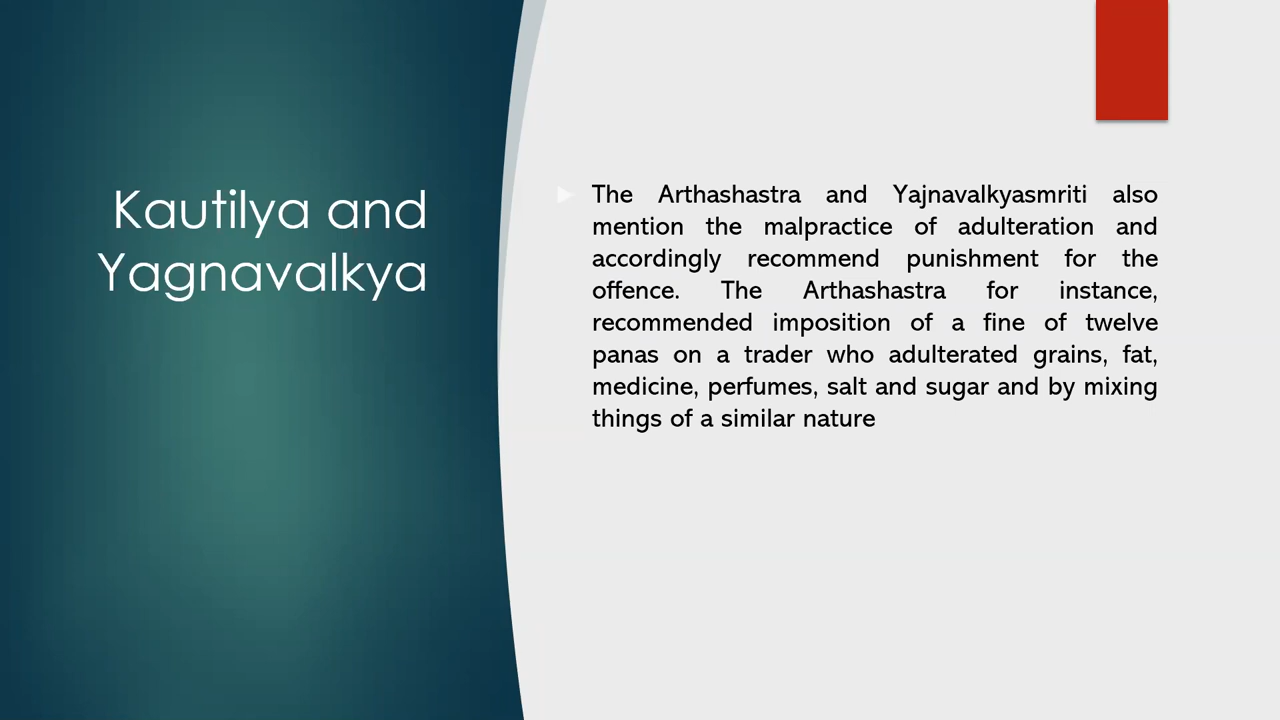 Kautilya and
Yagnavalkya
The Arthashastra and Yajnavalkyasmriti also
mention the malpractice of adulteration and
accordingly recommend punishment for the
offence. The Arthashastra for instance,
recommended imposition of a fine of twelve
panas on a trader who adulterated grains, fat,
medicine, perfumes, salt and sugar and by mixing
things of a similar nature